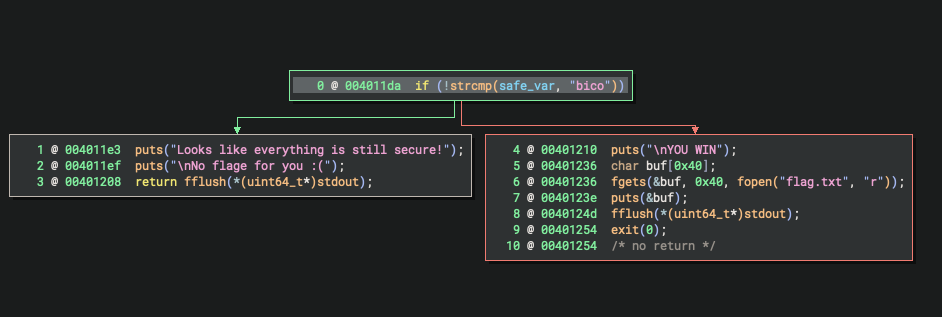 0 @ 004011da  if (!strcmp(safe_var, "bico"))
1 @ 004011e3  puts("Looks like everything is still secure!");
2 @ 004011ef  puts("\nNo flage for you :(");
3 @ 00401208  return fflush(*(uint64_t*)stdout);
4 @ 00401210  puts("\nYOU WIN");
5 @ 00401236  char buf[0x40];
6 @ 00401236  fgets(&buf, 0x40, fopen("flag.txt", "r"));
7 @ 0040123e  puts(&buf);
8 @ 0040124d  fflush(*(uint64_t*)stdout);
9 @ 00401254  exit(0);
10 @ 00401254  /* no return */